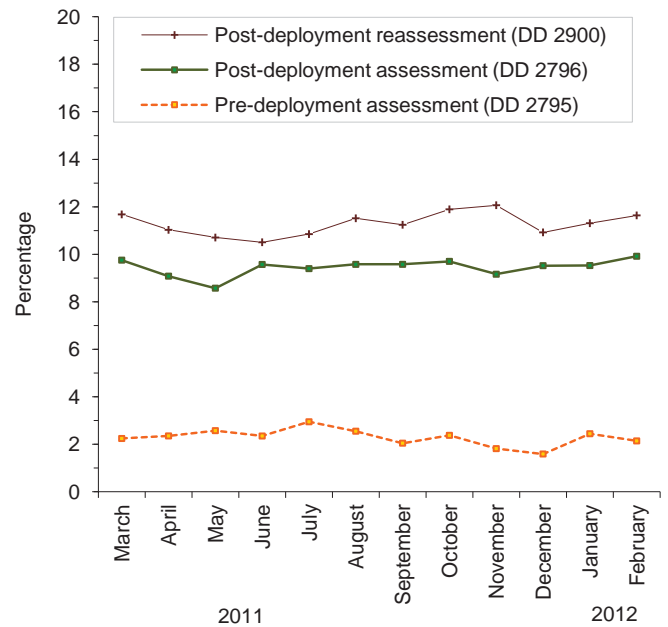 Post-deployment reassessment (DD 2900)
Post-deployment assessment (DD 2796)
Pre-deployment assessment (DD 2795)
Percentage
20
18
16
14
12
10
8
6
4
2
0
March
April
May
June
July
August
September
October
November
December
January
February
2011
2012